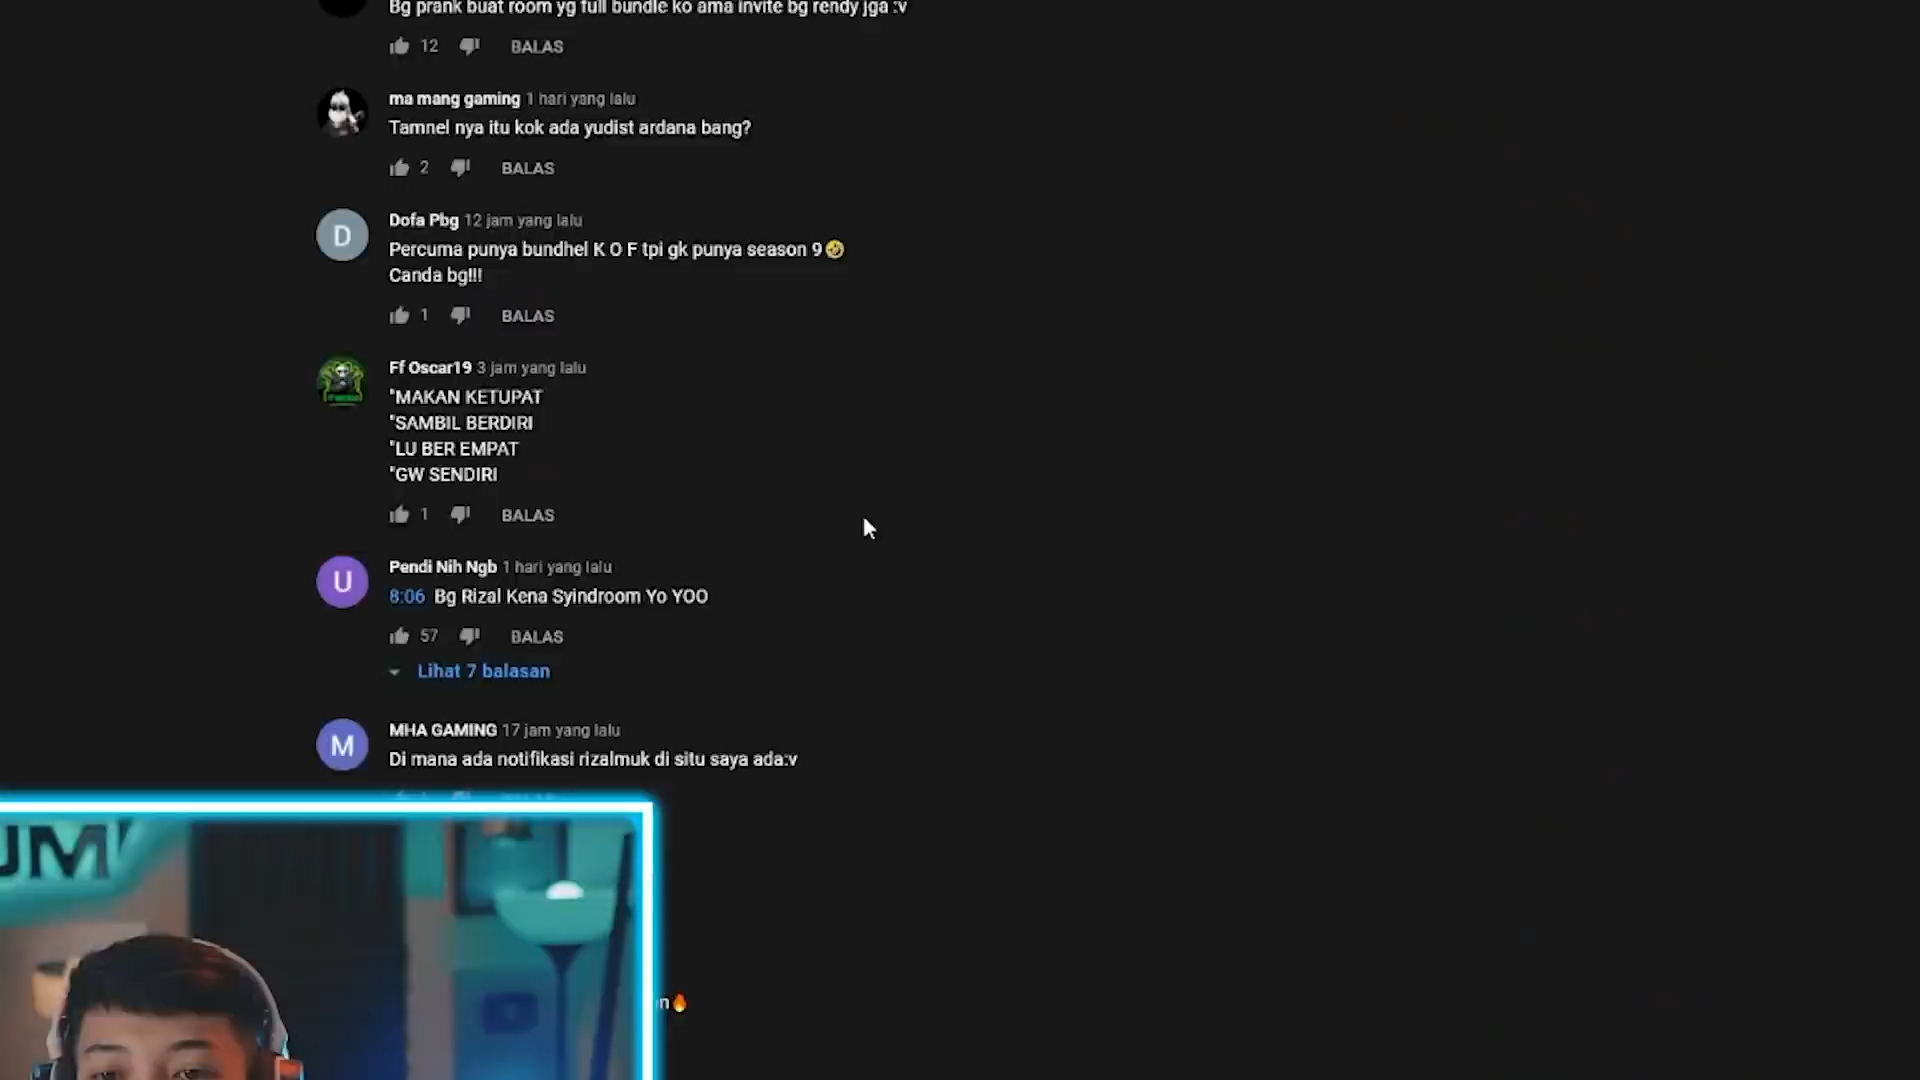 Bg prank buat room yg full bundle ko ama invite bg rendy jga :v
12 BALAS
ma mang gaming 1 hari yang lalu
Tamnel nya itu kok ada yudist ardana bang?
2 BALAS
D
Dofa Pbg 12 jam yang lalu
Percuma punya bundhel K O F tpi gk punya season 9🤣
Canda bg!!!
1 BALAS
Ff Oscar19 3 jam yang lalu
"MAKAN KETUPAT
"SAMBIL BERDIRI
"LU BER EMPAT
"GW SENDIRI
1 BALAS
U
Pendi Nih Ngb 1 hari yang lalu
8:06 Bg Rizal Kena Syindroom Yo YOO
57 BALAS
Lihat 7 balasan
M
MHA GAMING 17 jam yang lalu
Di mana ada notifikasi rizalmuk di situ saya ada:v
UM
n🔥